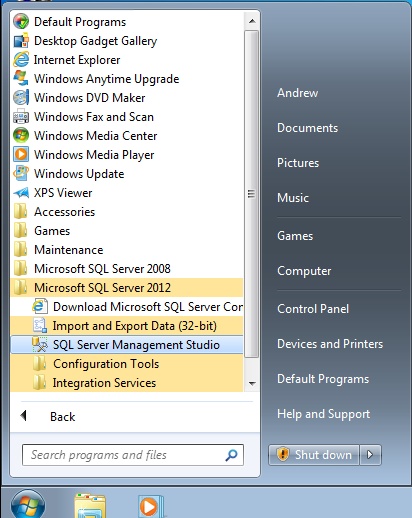 Default Programs
Desktop Gadget Gallery
Internet Explorer
Windows Anytime Upgrade
Windows DVD Maker
Windows Fax and Scan
Windows Media Center
Windows Media Player
Windows Update
XPS Viewer
Accessories
Games
Maintenance
Microsoft SQL Server 2008
Microsoft SQL Server 2012
Download Microsoft SQL Server Con
Import and Export Data (32-bit)
SQL Server Management Studio
Configuration Tools
Integration Services
Back
Search programs and files
Andrew
Documents
Pictures
Music
Games
Computer
Control Panel
Devices and Printers
Default Programs
Help and Support
Shut down